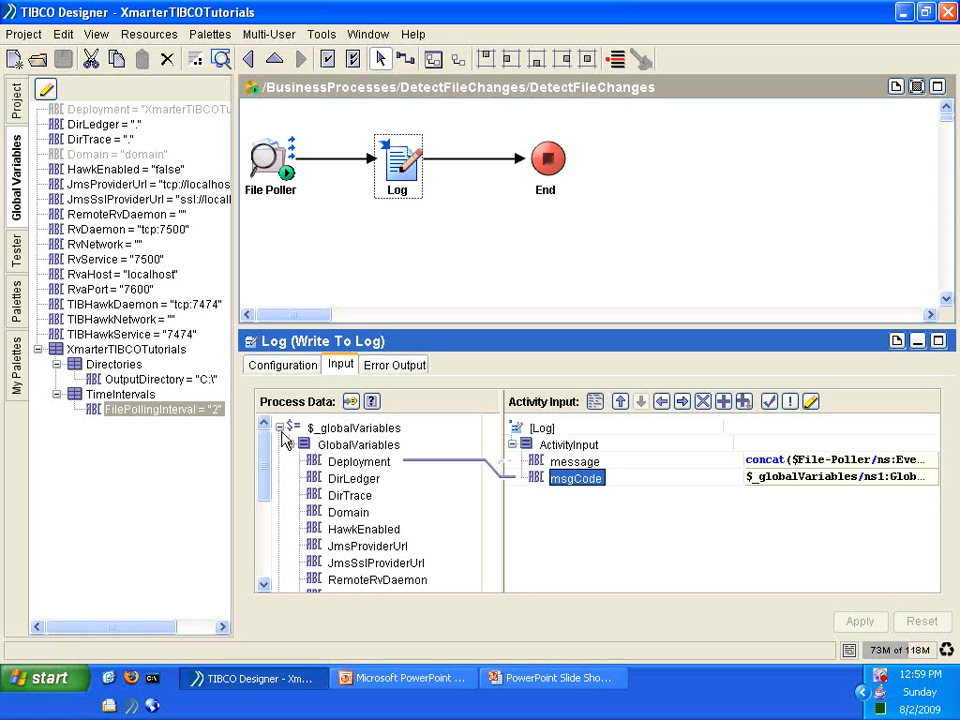 TIBCO Designer - XmarterTIBCOTutorials
Project Edit View Resources Palettes Multi-User Tools Window Help
Project
Global Variables
Tester
Palettes
My Palettes
Deployment = "XmarterTIBCOTu
DirLedger = "."
DirTrace = "."
Domain = "domain"
HawkEnabled = "false"
JmsProviderUrl = "tcp://localhos
JmsSslProviderUrl = "ssl://locall
RemoteRvDaemon = ""
RvDaemon = "tcp:7500"
RvNetwork = ""
RvService = "7500"
RvaHost = "localhost"
RvaPort = "7600"
TIBHawkDaemon = "tcp:7474"
TIBHawkNetwork = ""
TIBHawkService = "7474"
XmarterTIBCOTutorials
Directories
OutputDirectory = "C:\"
TimeIntervals
FilePollingInterval = "2"
/BusinessProcesses/DetectFileChanges/DetectFileChanges
File Poller
Log
End
Log (Write To Log)
Configuration Input Error Output
Process Data:
$_globalVariables
GlobalVariables
Deployment
DirLedger
DirTrace
Domain
HawkEnabled
JmsProviderUrl
JmsSslProviderUrl
RemoteRvDaemon
Activity Input:
[Log]
ActivityInput
message concat($File-Poller/ns:Eve...
msgCode $_globalVariables/ns1:Glob...
Apply Reset
73M of 118M
start
TIBCO Designer - Xm...
Microsoft PowerPoint ...
PowerPoint Slide Sho...
12:59 PM
Sunday
8/2/2009